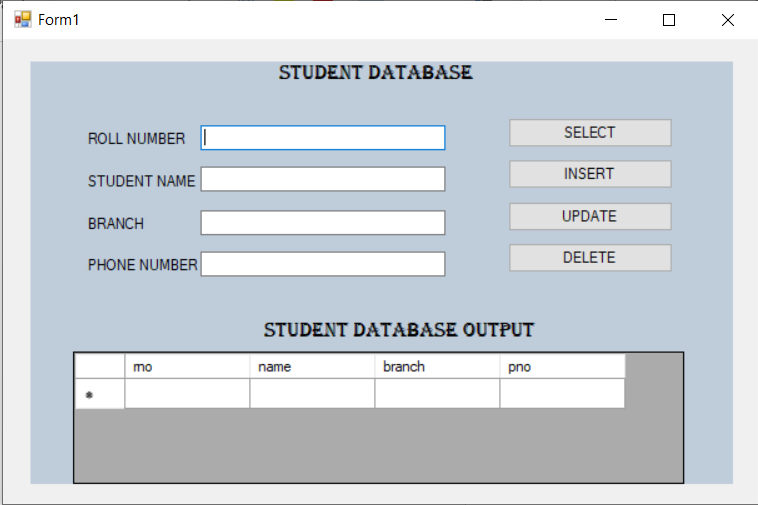 Form1
STUDENT DATABASE
ROLL NUMBER SELECT
STUDENT NAME INSERT
BRANCH UPDATE
PHONE NUMBER DELETE
STUDENT DATABASE OUTPUT
rno name branch pno
*